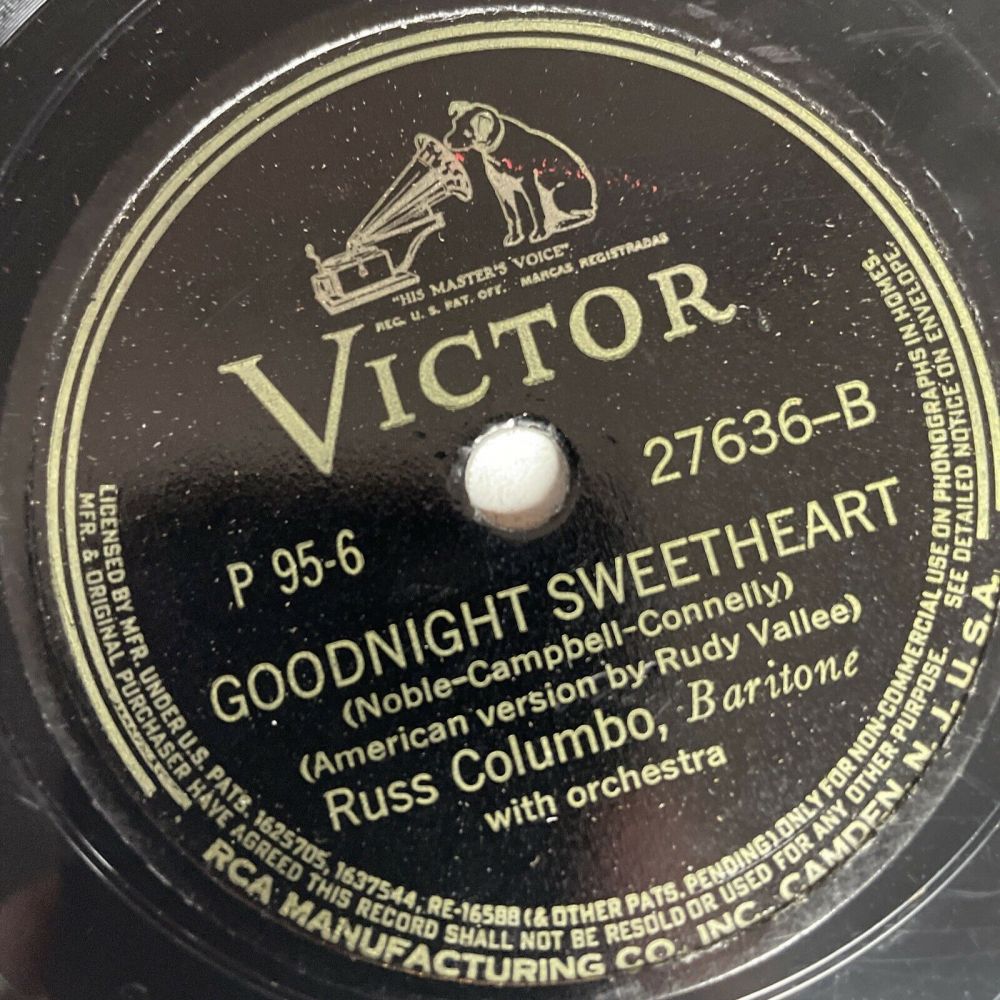 "HIS MASTER'S VOICE"
REG. U. S. PAT. OFF. MARCAS REGISTRADAS
VICTOR
27636-B
P 95-6
GOODNIGHT SWEETHEART
(Noble-Campbell-Connelly)
(American version by Rudy Vallee)
Russ Columbo, Baritone
with orchestra
LICENSED BY MFR. UNDER U.S. PATS. 1625705, 1637544, RE-16588 (& OTHER PATS. PENDING) ONLY FOR NON-COMMERCIAL USE ON PHONOGRAPHS IN HOMES.
MFR. & ORIGINAL PURCHASER HAVE AGREED THIS RECORD SHALL NOT BE RESOLD OR USED FOR ANY OTHER PURPOSE. SEE DETAILED NOTICE ON ENVELOPE.
RCA MANUFACTURING CO., INC., CAMDEN, N. J., U. S. A.